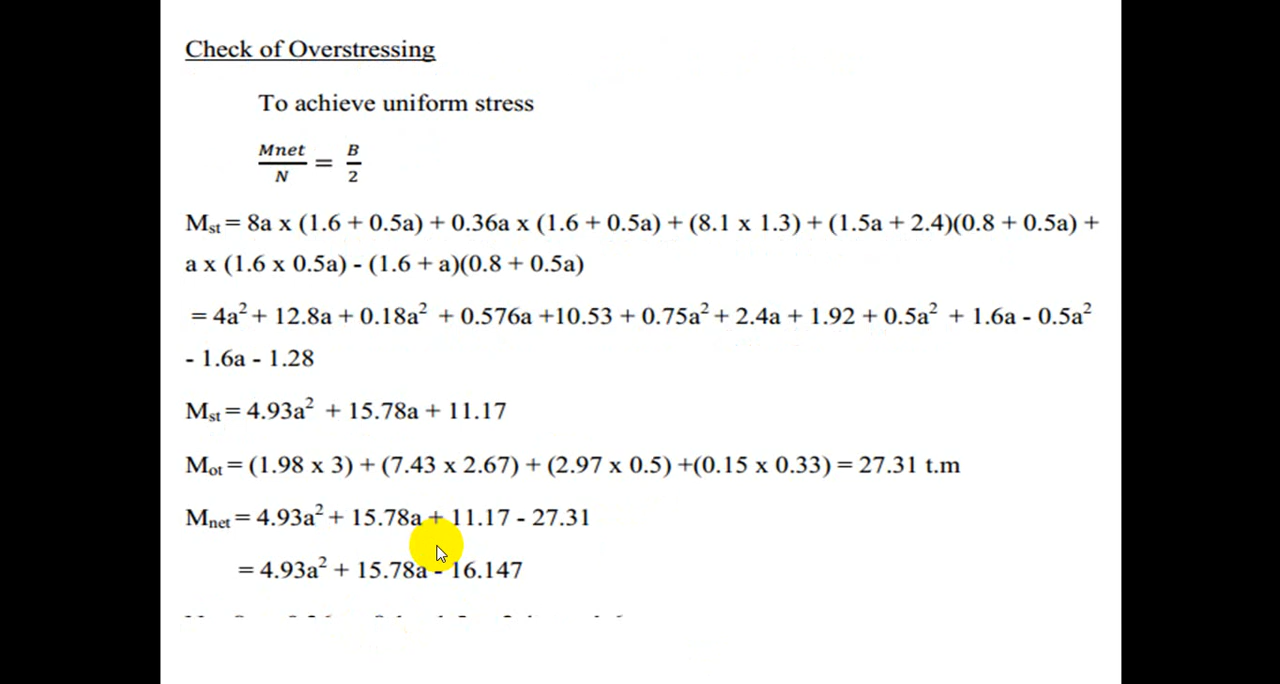 Check of Overstressing
To achieve uniform stress
Mnet/N = B/2
Mst = 8a x (1.6 + 0.5a) + 0.36a x (1.6 + 0.5a) + (8.1 x 1.3) + (1.5a + 2.4)(0.8 + 0.5a) +
a x (1.6 x 0.5a) - (1.6 + a)(0.8 + 0.5a)
= 4a² + 12.8a + 0.18a² + 0.576a +10.53 + 0.75a² + 2.4a + 1.92 + 0.5a² + 1.6a - 0.5a²
- 1.6a - 1.28
Mst = 4.93a² + 15.78a + 11.17
Mot = (1.98 x 3) + (7.43 x 2.67) + (2.97 x 0.5) +(0.15 x 0.33) = 27.31 t.m
Mnet = 4.93a² + 15.78a + 11.17 - 27.31
= 4.93a² + 15.78a - 16.147